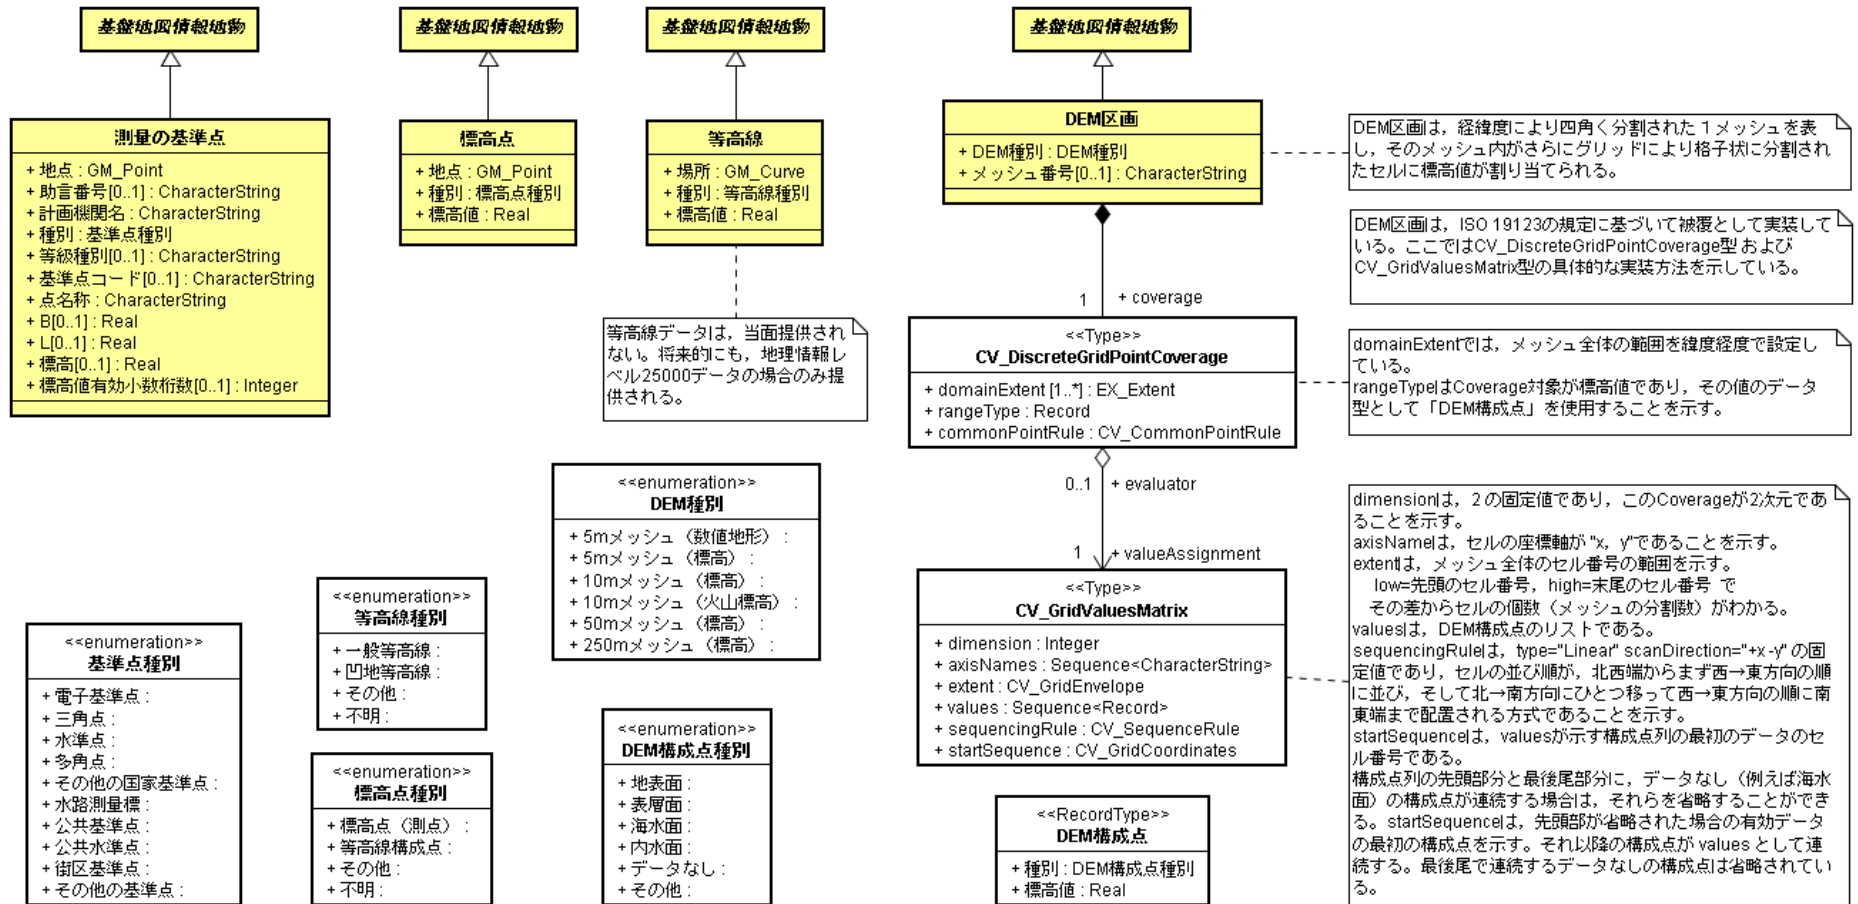 基盤地図情報地物
測量の基準点
+ 地点 : GM_Point
+ 助言番号[0..1] : CharacterString
+ 計画機関名 : CharacterString
+ 種別 : 基準点種別
+ 等級種別[0..1] : CharacterString
+ 基準点コード[0..1] : CharacterString
+ 点名称 : CharacterString
+ B[0..1] : Real
+ L[0..1] : Real
+ 標高[0..1] : Real
+ 標高値有効小数桁数[0..1] : Integer
基盤地図情報地物
標高点
+ 地点 : GM_Point
+ 種別 : 標高点種別
+ 標高値 : Real
基盤地図情報地物
等高線
+ 場所 : GM_Curve
+ 種別 : 等高線種別
+ 標高値 : Real
等高線データは，当面提供され
ない。将来的にも，地理情報レ
ベル25000データの場合のみ提
供される。
基盤地図情報地物
DEM区画
+ DEM種別 : DEM種別
+ メッシュ番号[0..1] : CharacterString
1
+ coverage
<<Type>>
CV_DiscreteGridPointCoverage
+ domainExtent [1..*] : EX_Extent
+ rangeType : Record
+ commonPointRule : CV_CommonPointRule
0..1
+ evaluator
1
+ valueAssignment
<<Type>>
CV_GridValuesMatrix
+ dimension : Integer
+ axisNames : Sequence<CharacterString>
+ extent : CV_GridEnvelope
+ values : Sequence<Record>
+ sequencingRule : CV_SequenceRule
+ startSequence : CV_GridCoordinates
<<RecordType>>
DEM構成点
+ 種別 : DEM構成点種別
+ 標高値 : Real
DEM区画は，経緯度により四角く分割された１メッシュを表
し，そのメッシュ内がさらにグリッドにより格子状に分割され
たセルに標高値が割り当てられる。
DEM区画は，ISO 19123の規定に基づいて被覆として実装して
いる。ここではCV_DiscreteGridPointCoverage型 および
CV_GridValuesMatrix型の具体的な実装方法を示している。
domainExtentでは，メッシュ全体の範囲を緯度経度で設定し
ている。
rangeTypeはCoverage対象が標高値であり，その値のデータ
型として「DEM構成点」を使用することを示す。
dimensionは，２の固定値であり，このCoverageが2次元であ
ることを示す。
axisNameは，セルの座標軸が "x，y"であることを示す。
extentは，メッシュ全体のセル番号の範囲を示す。
low=先頭のセル番号，high=末尾のセル番号 で
その差からセルの個数（メッシュの分割数）がわかる。
valuesは，DEM構成点のリストである。
sequencingRuleは，type="Linear" scanDirection="+x -y" の固
定値であり，セルの並び順が，北西端からまず西→東方向の順
に並び，そして北→南方向にひとつ移って西→東方向の順に南
東端まで配置される方式であることを示す。
startSequenceは，valuesが示す構成点列の最初のデータのセ
ル番号である。
構成点列の先頭部分と最後尾部分に，データなし（例えば海水
面）の構成点が連続する場合は，それらを省略することができ
る。startSequenceは，先頭部が省略された場合の有効データ
の最初の構成点を示す。それ以降の構成点が values として連
続する。最後尾で連続するデータなしの構成点は省略されてい
る。
<<enumeration>>
DEM種別
+ 5mメッシュ（数値地形） :
+ 5mメッシュ（標高） :
+ 10mメッシュ（標高） :
+ 10mメッシュ（火山標高） :
+ 50mメッシュ（標高） :
+ 250mメッシュ（標高） :
<<enumeration>>
等高線種別
+ 一般等高線 :
+ 凹地等高線 :
+ その他 :
+ 不明 :
<<enumeration>>
基準点種別
+ 電子基準点 :
+ 三角点 :
+ 水準点 :
+ 多角点 :
+ その他の国家基準点 :
+ 水路測量標 :
+ 公共基準点 :
+ 公共水準点 :
+ 街区基準点 :
+ その他の基準点 :
<<enumeration>>
標高点種別
+ 標高点（測点） :
+ 等高線構成点 :
+ その他 :
+ 不明 :
<<enumeration>>
DEM構成点種別
+ 地表面 :
+ 表層面 :
+ 海水面 :
+ 内水面 :
+ データなし :
+ その他 :